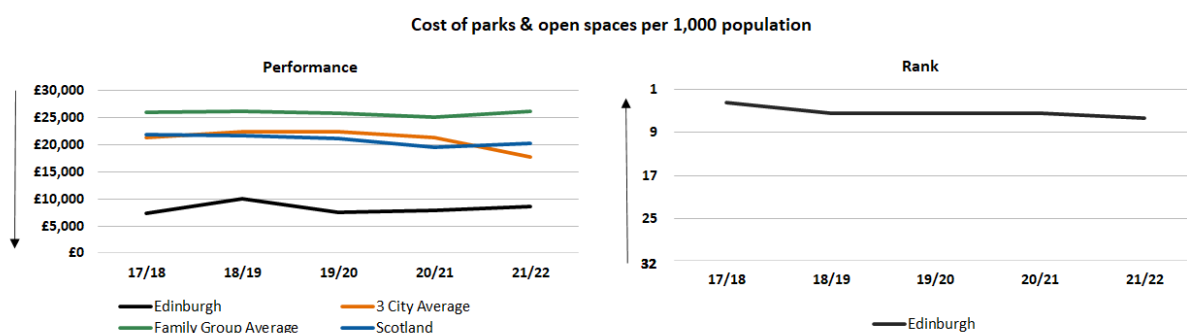 Cost of parks & open spaces per 1,000 population
Performance
£30,000
£25,000
£20,000
£15,000
£10,000
£5,000
£0
17/18 18/19 19/20 20/21 21/22
Edinburgh 3 City Average
Family Group Average Scotland
Rank
1
9
17
25
32
17/18 18/19 19/20 20/21 21/22
Edinburgh